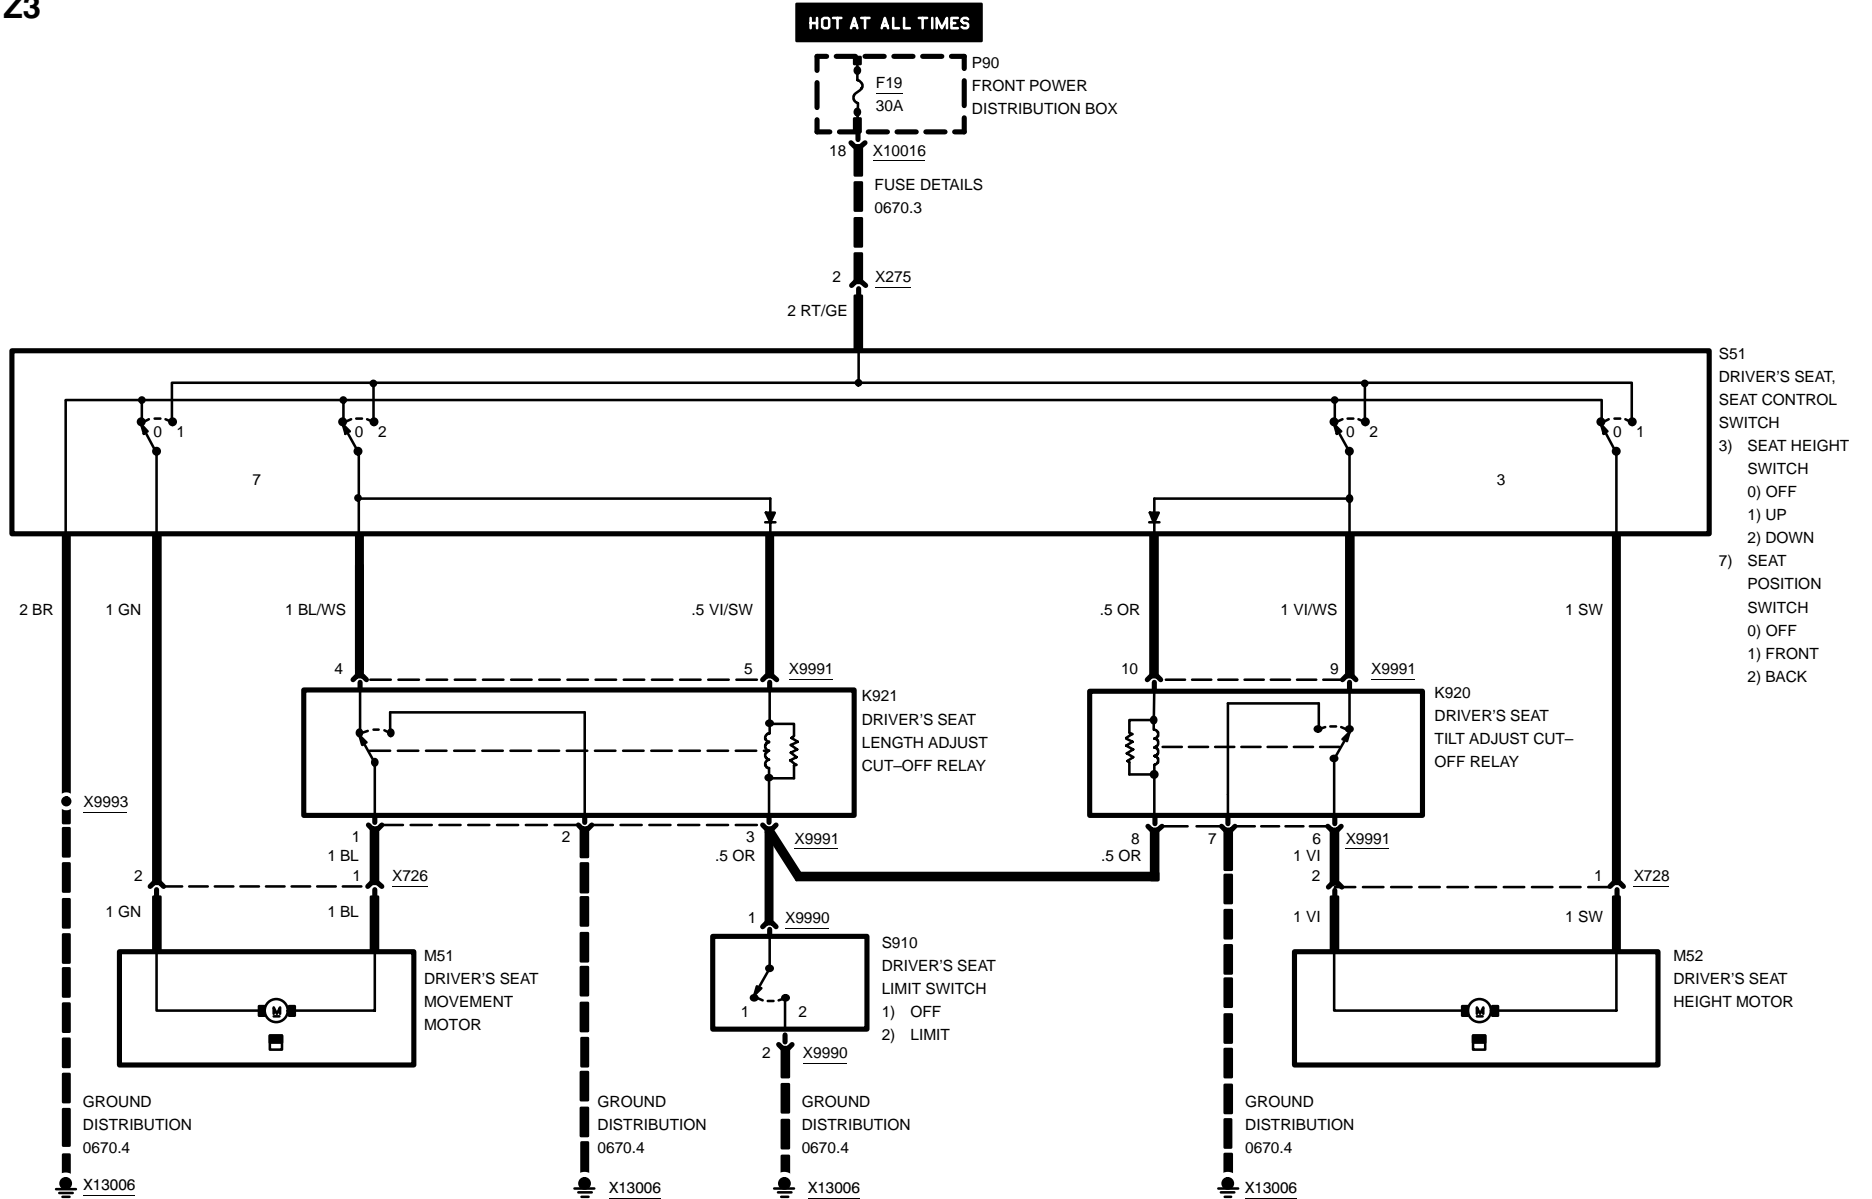 Z3
HOT AT ALL TIMES
P90
FRONT POWER
DISTRIBUTION BOX
F19
30A
18 X10016
FUSE DETAILS
0670.3
2 X275
2 RT/GE
S51
DRIVER'S SEAT,
SEAT CONTROL
SWITCH
3) SEAT HEIGHT
SWITCH
0) OFF
1) UP
2) DOWN
7) SEAT
POSITION
SWITCH
0) OFF
1) FRONT
2) BACK
0 1
0 2
0 2
0 1
7
3
2 BR
1 GN
1 BL/WS
.5 VI/SW
.5 OR
1 VI/WS
1 SW
4
5 X9991
10
9 X9991
K921
DRIVER'S SEAT
LENGTH ADJUST
CUT–OFF RELAY
K920
DRIVER'S SEAT
TILT ADJUST CUT–
OFF RELAY
X9993
1
2
3 X9991
8
7
6 X9991
1 BL
.5 OR
.5 OR
1 VI
2
1 X726
2
1 X728
1 GN
1 BL
1 X9990
1 VI
1 SW
M51
DRIVER'S SEAT
MOVEMENT
MOTOR
M
S910
DRIVER'S SEAT
LIMIT SWITCH
1) OFF
2) LIMIT
1 2
2 X9990
M52
DRIVER'S SEAT
HEIGHT MOTOR
M
GROUND
DISTRIBUTION
0670.4
X13006
GROUND
DISTRIBUTION
0670.4
X13006
GROUND
DISTRIBUTION
0670.4
X13006
GROUND
DISTRIBUTION
0670.4
X13006